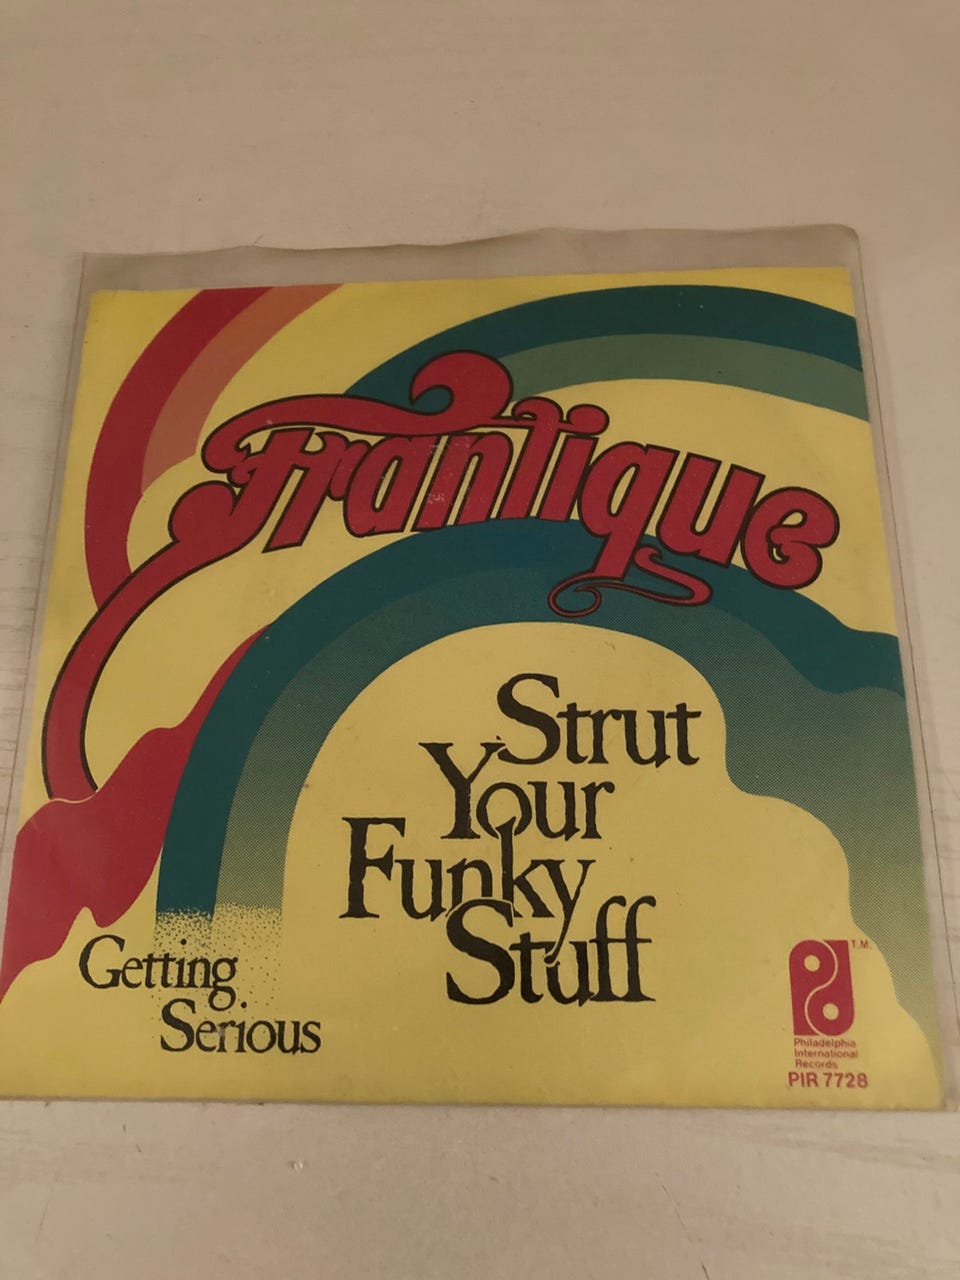 Frantique
Strut
Your
Funky
Stuff
Getting
Serious
T.M.
Philadelphia
International
Records
PIR 7728